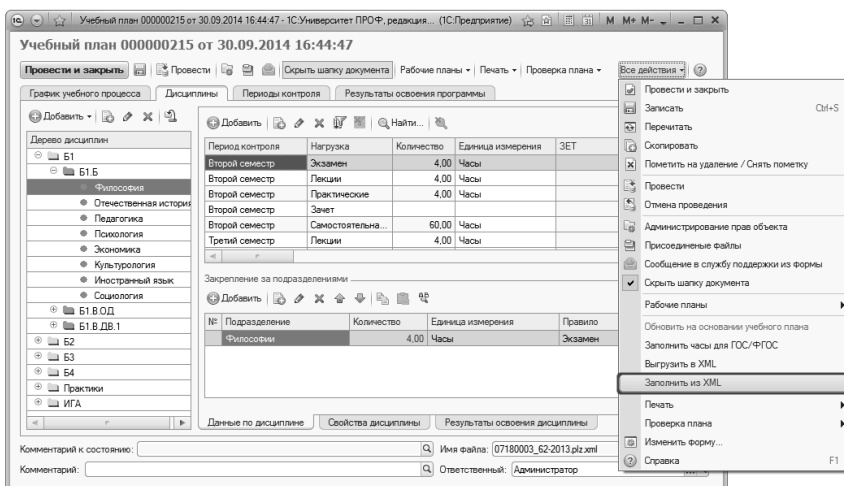 Учебный план 000000215 от 30.09.2014 16:44:47 - 1С:Университет ПРОФ, редакция... (1С:Предприятие) M M+ M-
Учебный план 000000215 от 30.09.2014 16:44:47
Провести и закрыть Провести Скрыть шапку документа Рабочие планы Печать Проверка плана Все действия
График учебного процесса Дисциплины Периоды контроля Результаты освоения программы
Добавить
Дерево дисциплин
Б1
Б1.Б
Философия
Отечественная история
Педагогика
Психология
Экономика
Культурология
Иностранный язык
Социология
Б1.В.ОД
Б1.В.ДВ.1
Б2
Б3
Б4
Практики
ИГА
Добавить Найти...
Период контроля Нагрузка Количество Единица измерения ЗЕТ
Второй семестр Экзамен 4,00 Часы
Второй семестр Лекции 4,00 Часы
Второй семестр Практические 4,00 Часы
Второй семестр Зачет
Второй семестр Самостоятельна... 60,00 Часы
Третий семестр Лекции 4,00 Часы
Закрепление за подразделениями
Добавить
№ Подразделение Количество Единица измерения Правило
Философии 4,00 Часы Экзамен
Данные по дисциплине Свойства дисциплины Результаты освоения дисциплины
Комментарий к состоянию: Имя файла: 07180003_62-2013.plz.xml
Комментарий: Ответственный: Администратор
Провести и закрыть
Записать Ctrl+S
Перечитать
Скопировать
Пометить на удаление / Снять пометку
Провести
Отмена проведения
Администрирование прав объекта
Присоединеные файлы
Сообщение в службу поддержки из формы
Скрыть шапку документа
Рабочие планы
Обновить на основании учебного плана
Заполнить часы для ГОС/ФГОС
Выгрузить в XML
Заполнить из XML
Печать
Проверка плана
Изменить форму...
Справка F1